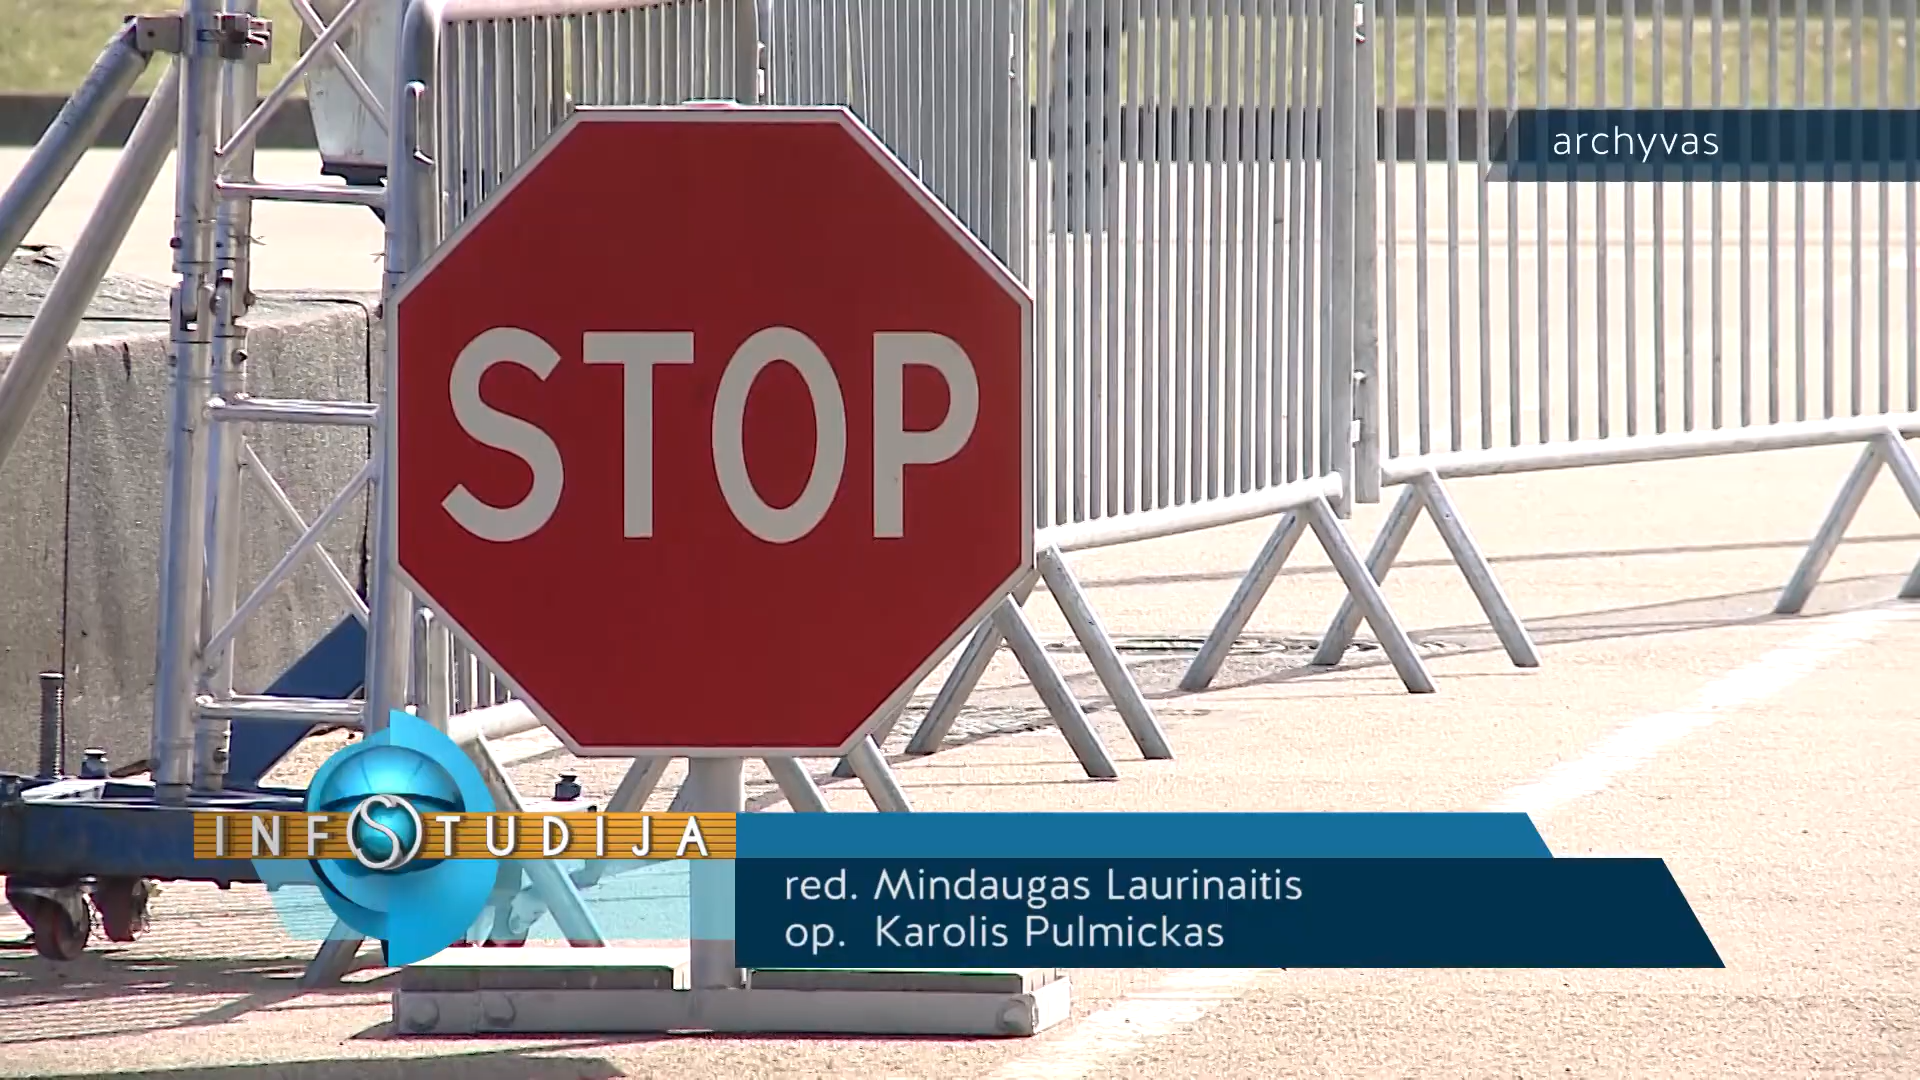 archyvas
STOP
INFOSTUDIJA
red. Mindaugas Laurinaitis
op. Karolis Pulmickas